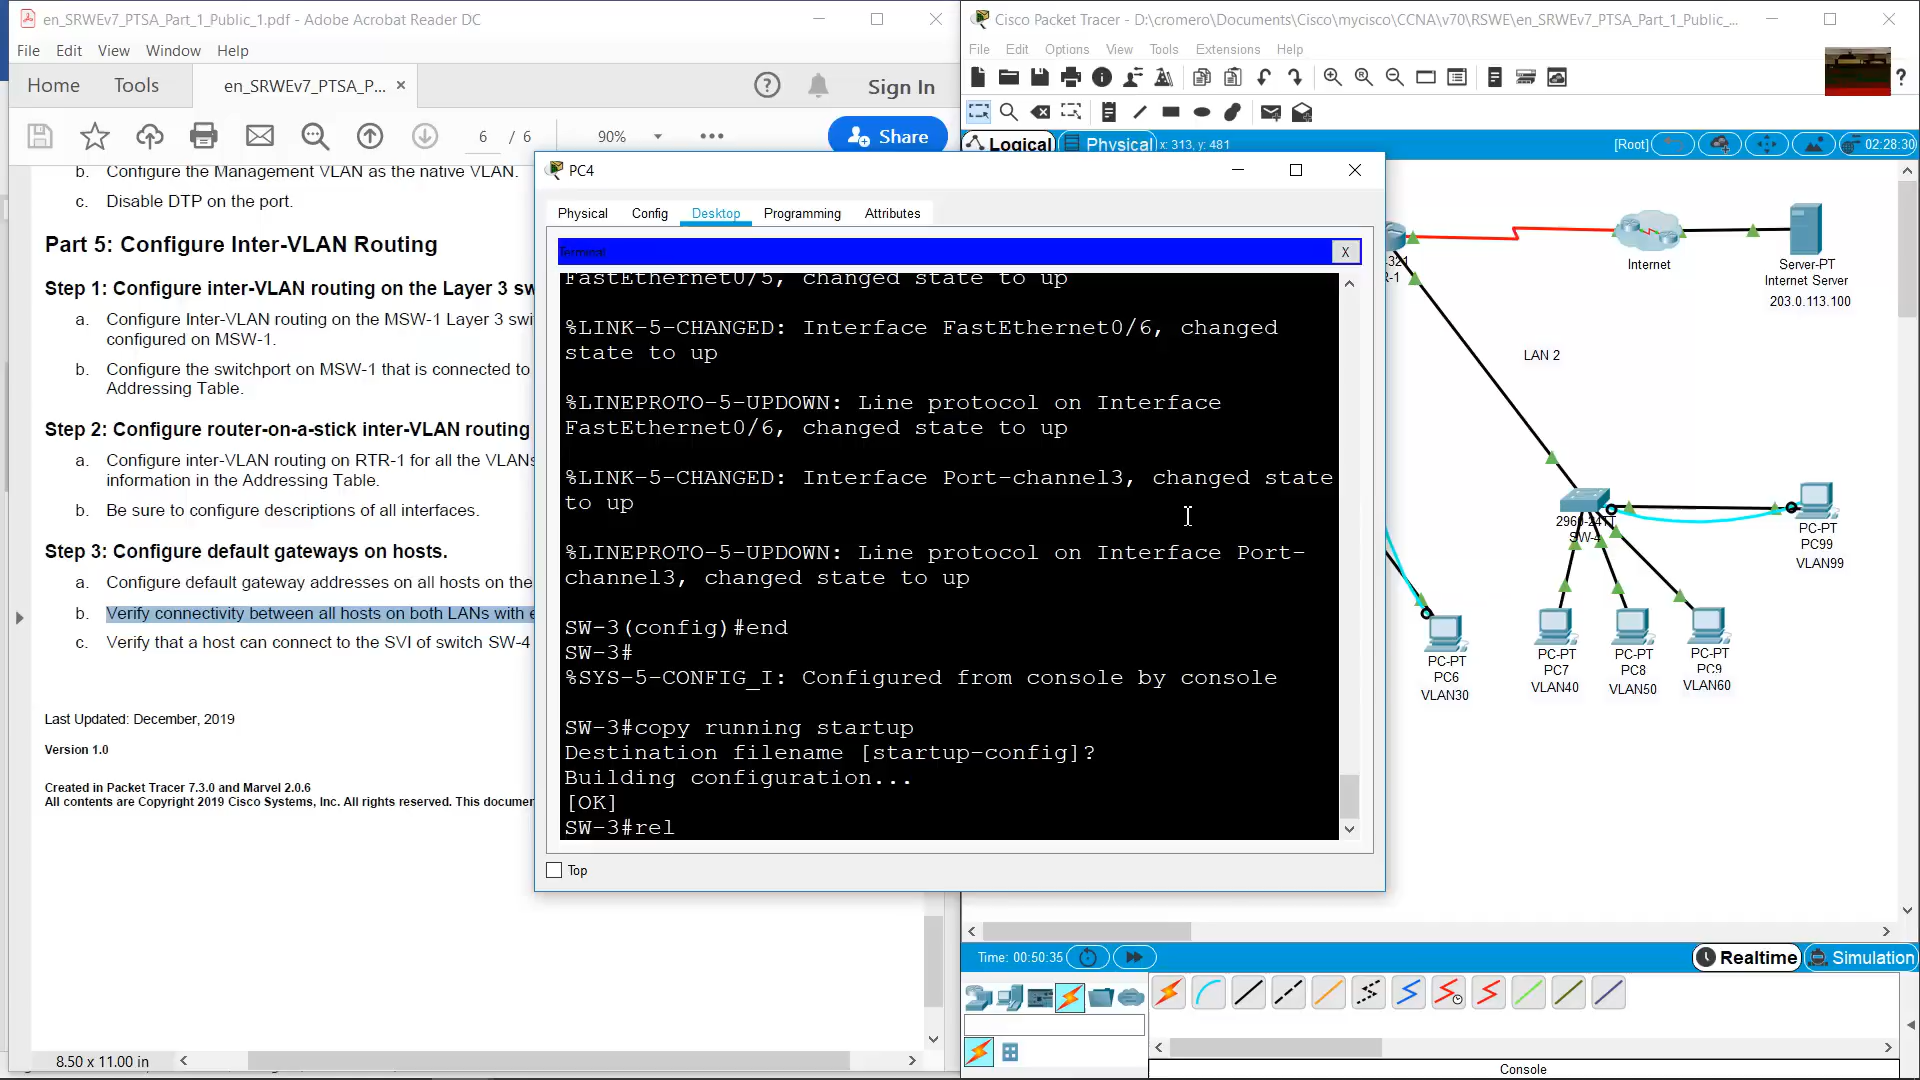 en_SRWEv7_PTSA_Part_1_Public_1.pdf - Adobe Acrobat Reader DC
File Edit View Window Help
Home Tools en_SRWEv7_PTSA_P... × Sign In
6 / 6 90% Share
b. Configure the Management VLAN as the native VLAN.
c. Disable DTP on the port.
Part 5: Configure Inter-VLAN Routing
Step 1: Configure inter-VLAN routing on the Layer 3 sw
a. Configure Inter-VLAN routing on the MSW-1 Layer 3 swi
configured on MSW-1.
b. Configure the switchport on MSW-1 that is connected to
Addressing Table.
Step 2: Configure router-on-a-stick inter-VLAN routing
a. Configure inter-VLAN routing on RTR-1 for all the VLANs
information in the Addressing Table.
b. Be sure to configure descriptions of all interfaces.
Step 3: Configure default gateways on hosts.
a. Configure default gateway addresses on all hosts on the
b. Verify connectivity between all hosts on both LANs with e
c. Verify that a host can connect to the SVI of switch SW-4
Last Updated: December, 2019
Version 1.0
Created in Packet Tracer 7.3.0 and Marvel 2.0.6
All contents are Copyright 2019 Cisco Systems, Inc. All rights reserved. This documen
8.50 x 11.00 in
PC4
Physical Config Desktop Programming Attributes
Terminal X
FastEthernet0/5, changed state to up
%LINK-5-CHANGED: Interface FastEthernet0/6, changed
state to up
%LINEPROTO-5-UPDOWN: Line protocol on Interface
FastEthernet0/6, changed state to up
%LINK-5-CHANGED: Interface Port-channel3, changed state
to up
%LINEPROTO-5-UPDOWN: Line protocol on Interface Port-
channel3, changed state to up
SW-3(config)#end
SW-3#
%SYS-5-CONFIG_I: Configured from console by console
SW-3#copy running startup
Destination filename [startup-config]?
Building configuration...
[OK]
SW-3#rel
Top
Cisco Packet Tracer - D:\cromero\Documents\Cisco\mycisco\CCNA\v70\RSWE\en_SRWEv7_PTSA_Part_1_Public_...
File Edit Options View Tools Extensions Help
Logical Physical x: 313, y: 481 [Root] 02:28:30
Internet
Server-PT
Internet Server
203.0.113.100
LAN 2
2960-24TT
SW-4
PC-PT
PC99
VLAN99
PC-PT
PC6
VLAN30
PC-PT
PC7
VLAN40
PC-PT
PC8
VLAN50
PC-PT
PC9
VLAN60
Time: 00:50:35 Realtime Simulation
Console